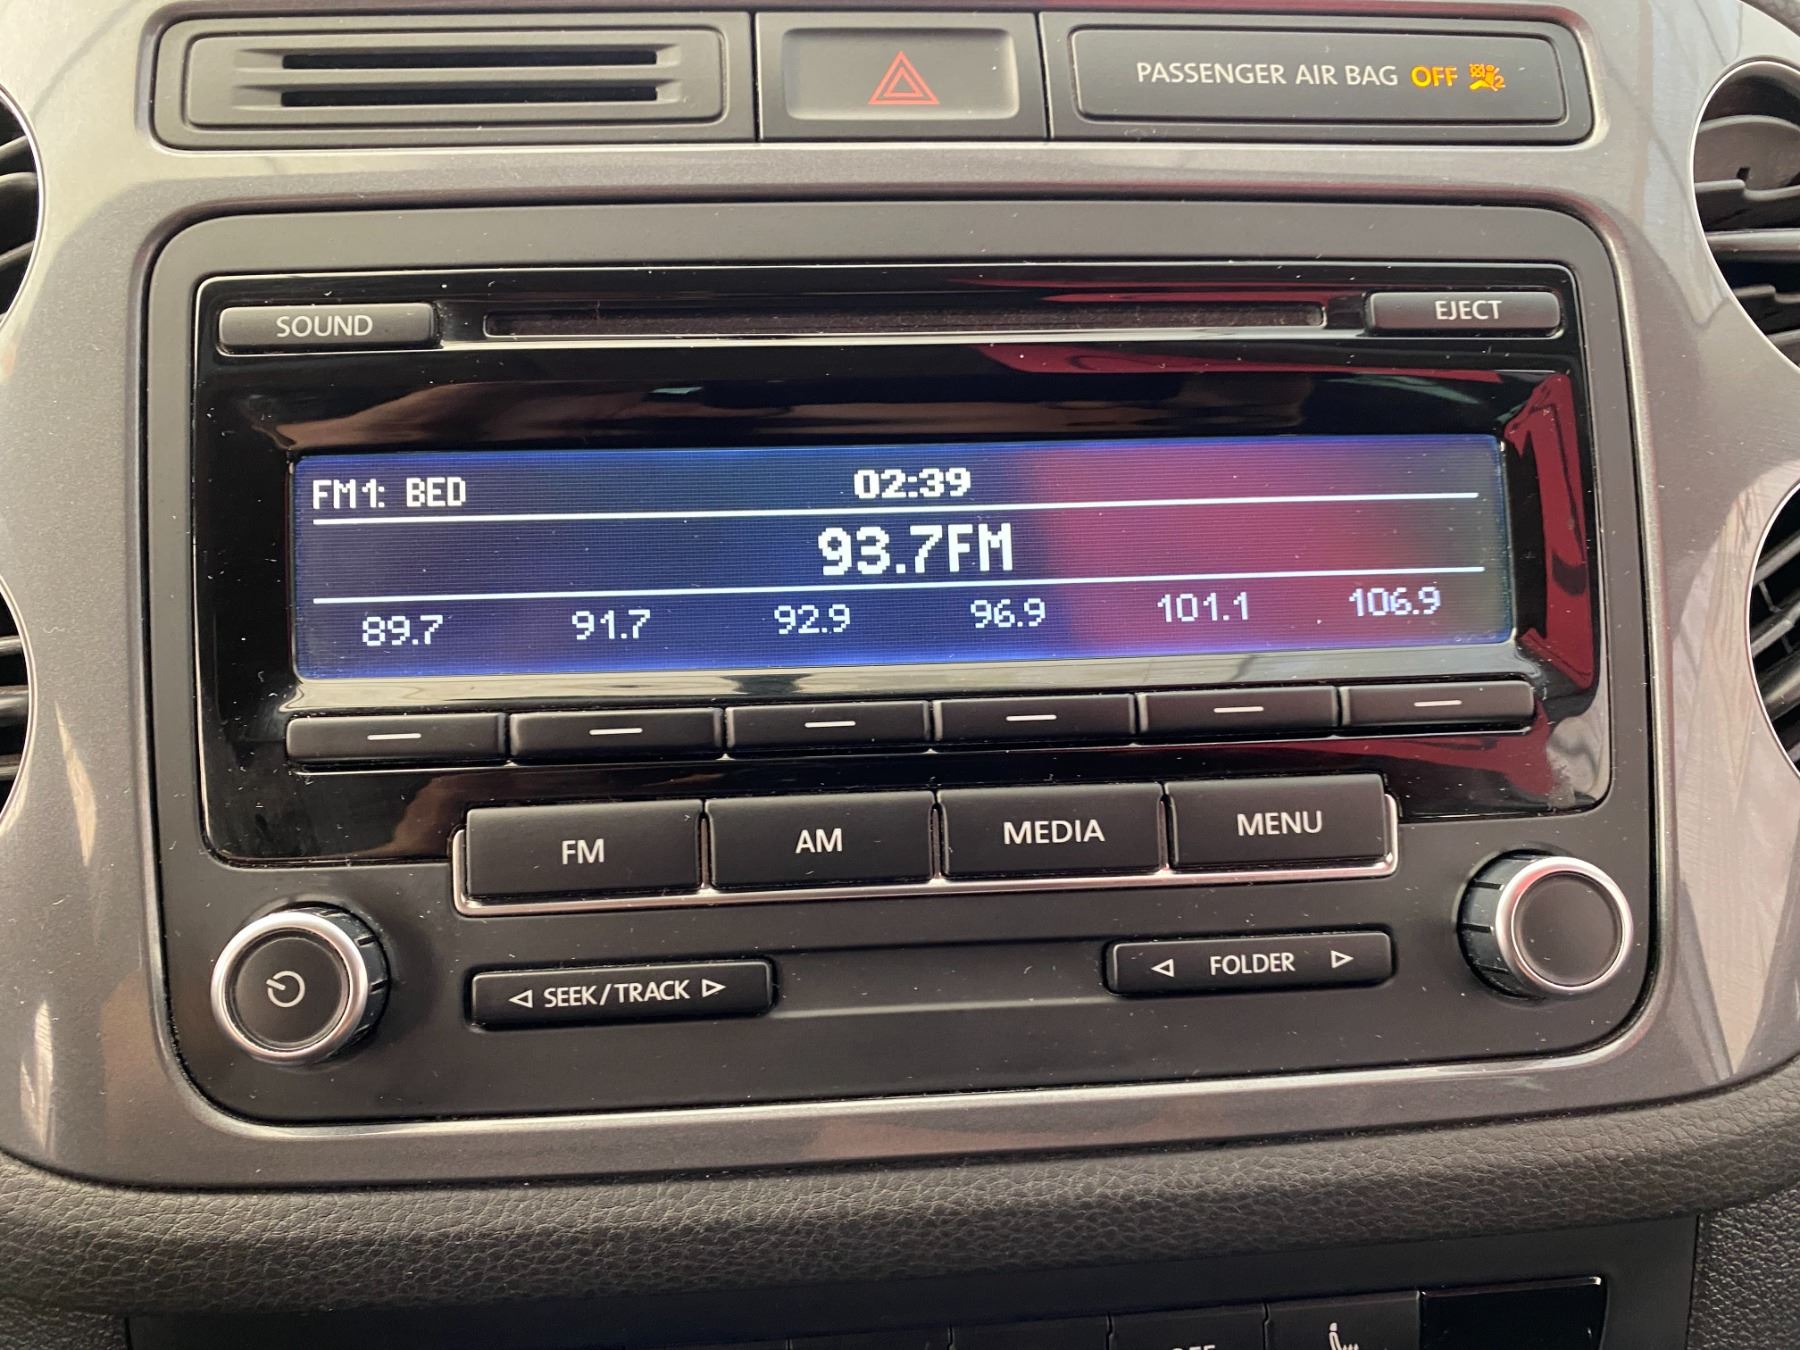 PASSENGER AIR BAG OFF
SOUND
EJECT
FM1: BED 02:39
93.7FM
89.7 91.7 92.9 96.9 101.1 106.9
FM AM MEDIA MENU
SEEK/TRACK
FOLDER